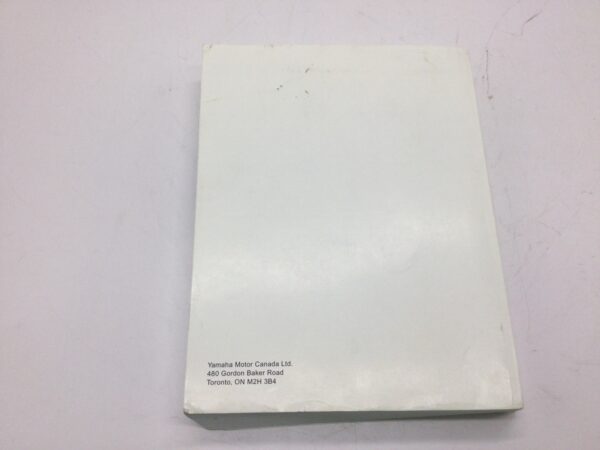 Yamaha Motor Canada Ltd.
480 Gordon Baker Road
Toronto, ON M2H 3B4